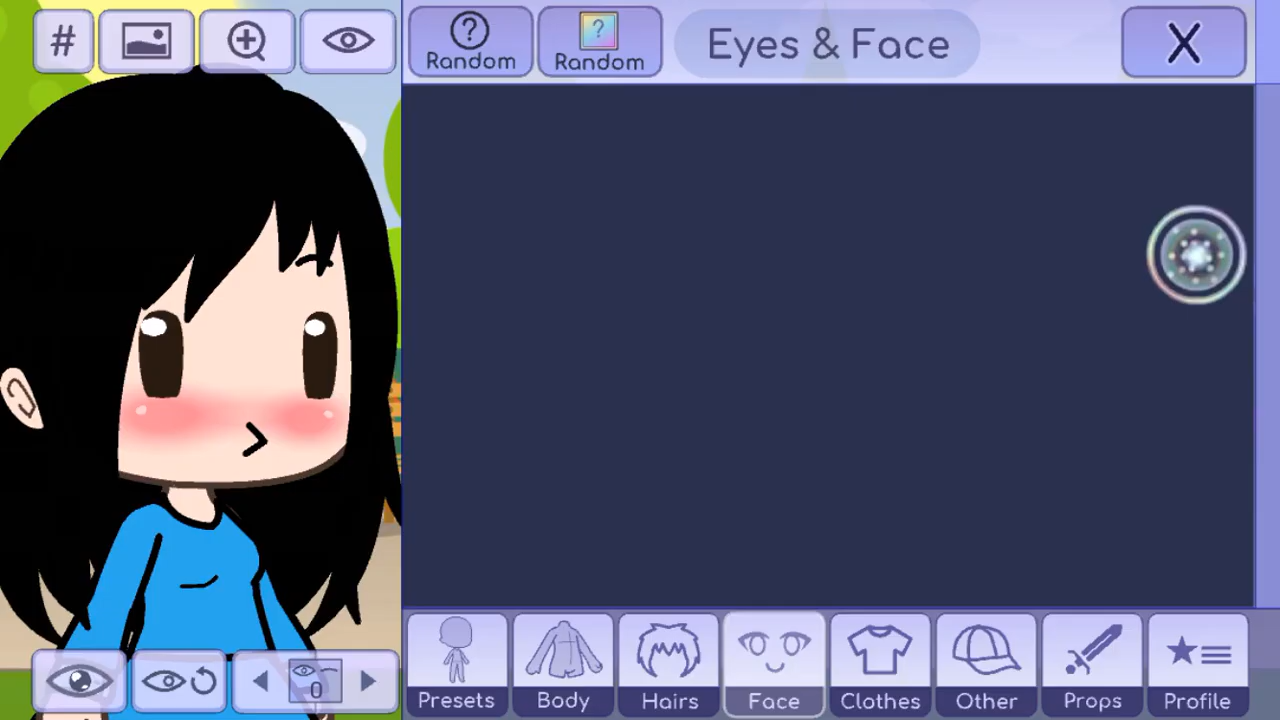 #
? Random
? Random
Eyes & Face
X
0
Presets
Body
Hairs
Face
Clothes
Other
Props
Profile